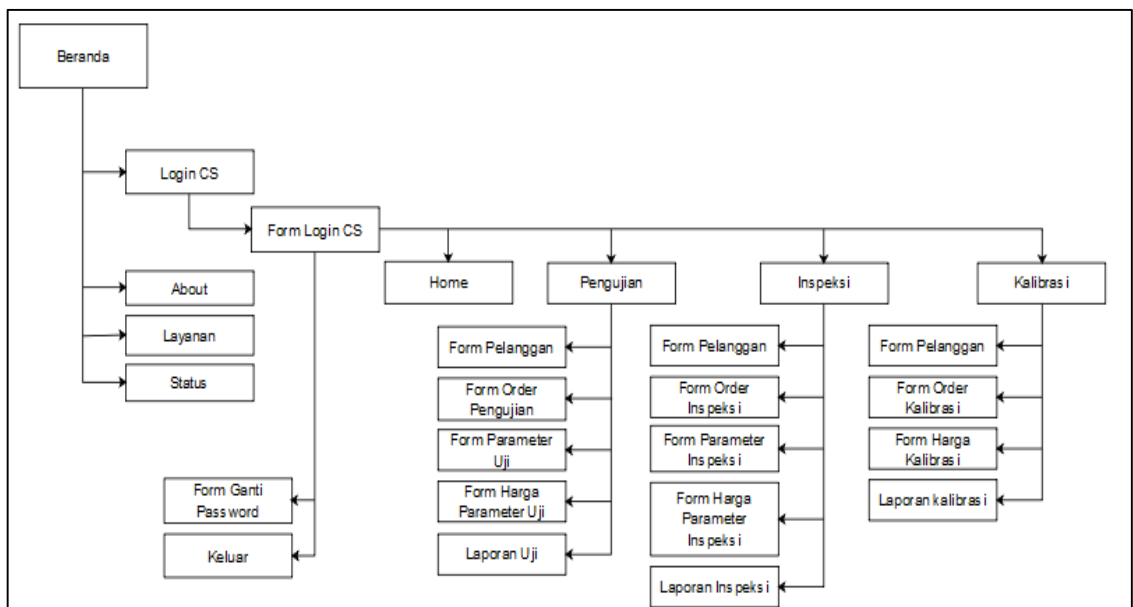 Beranda
Login CS
Form Login CS
About
Layanan
Status
Form Ganti
Password
Keluar
Home
Pengujian
Form Pelanggan
Form Order
Pengujian
Form Parameter
Uji
Form Harga
Parameter Uji
Laporan Uji
Inspeksi
Form Pelanggan
Form Order
Inspeksi
Form Parameter
Inspeksi
Form Harga
Parameter
Inspeksi
Laporan Inspeksi
Kalibrasi
Form Pelanggan
Form Order
Kalibrasi
Form Harga
Kalibrasi
Laporan kalibrasi